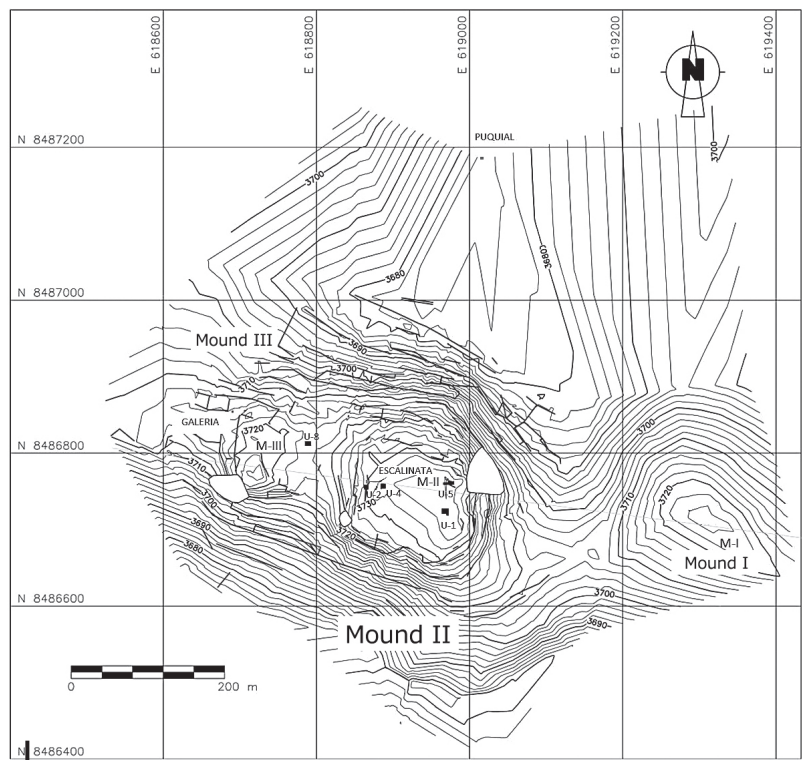 E 618600
E 618800
E 619000
E 619200
E 619400
N
N 8487200
PUQUIAL
3700
3700
3680
3680
N 8487000
Mound III
3690
3700
3710
GALERIA
3720
U-8
M-III
3700
N 8486800
3710
3700
3690
3680
ESCALINATA
M-II
U-2
U-4
U-5
3730
U-1
3720
3710
3720
M-I
Mound I
3700
N 8486600
3690
Mound II
0
200 m
N 8486400